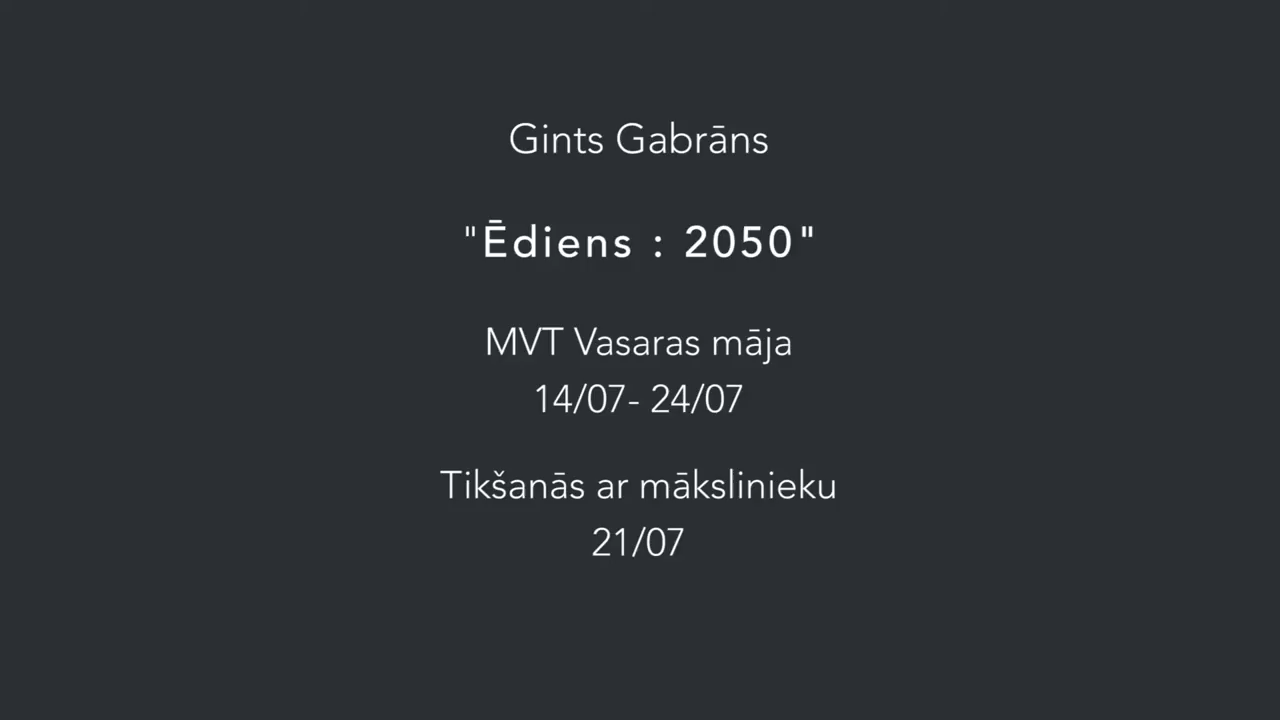 Gints Gabrāns
"Ēdiens : 2050"
MVT Vasaras māja
14/07- 24/07
Tikšanās ar mākslinieku
21/07